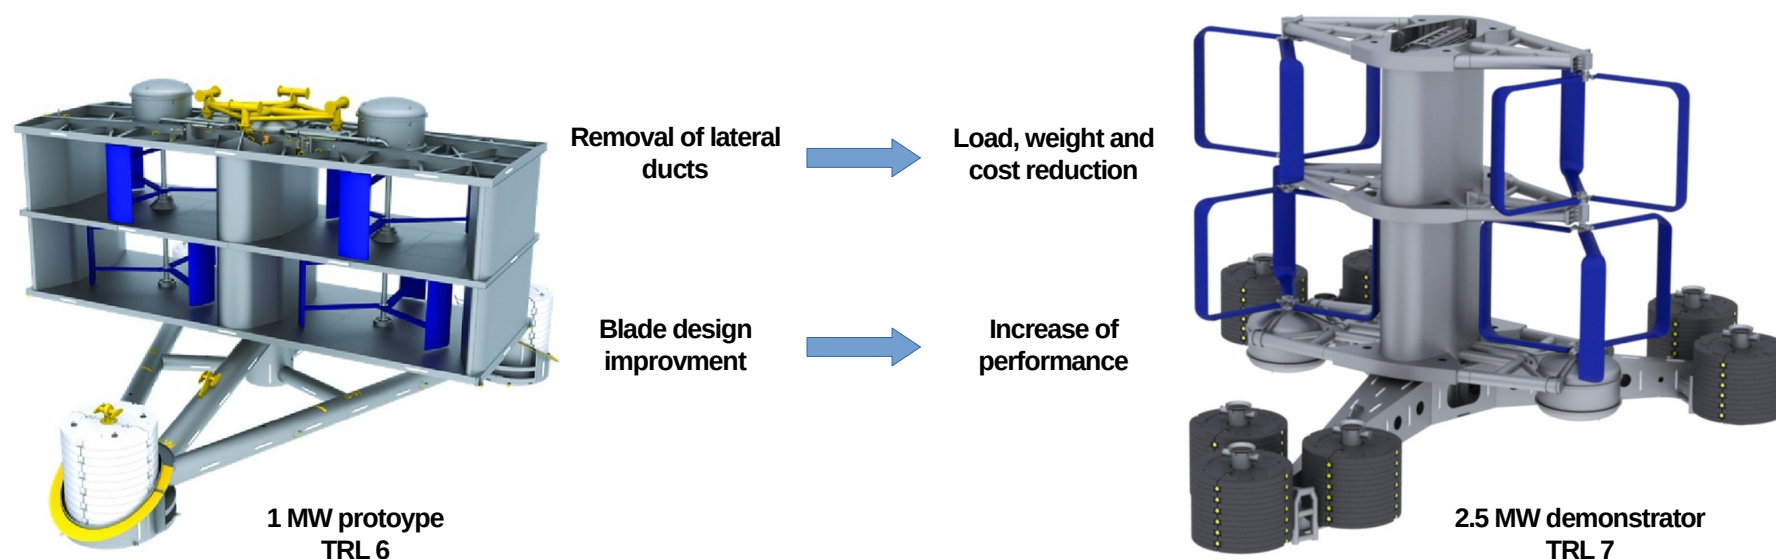 Removal of lateral
ducts
Load, weight and
cost reduction
Blade design
improvment
Increase of
performance
1 MW protoype
TRL 6
2.5 MW demonstrator
TRL 7